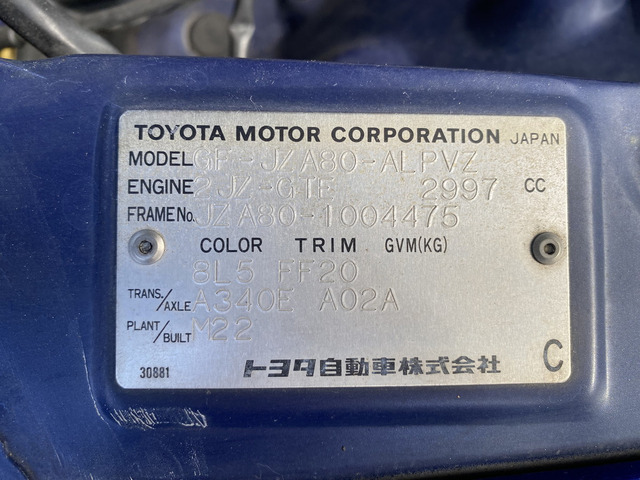 TOYOTA MOTOR CORPORATION JAPAN
MODEL GF-JZA80-ALPVZ
ENGINE 2JZ-GTE 2997 CC
FRAME No. JZA80-1004475
COLOR TRIM GVM(KG)
8L5 FF20
TRANS./AXLE A340E A02A
PLANT/BUILT M22
30881 トヨタ自動車株式会社 C